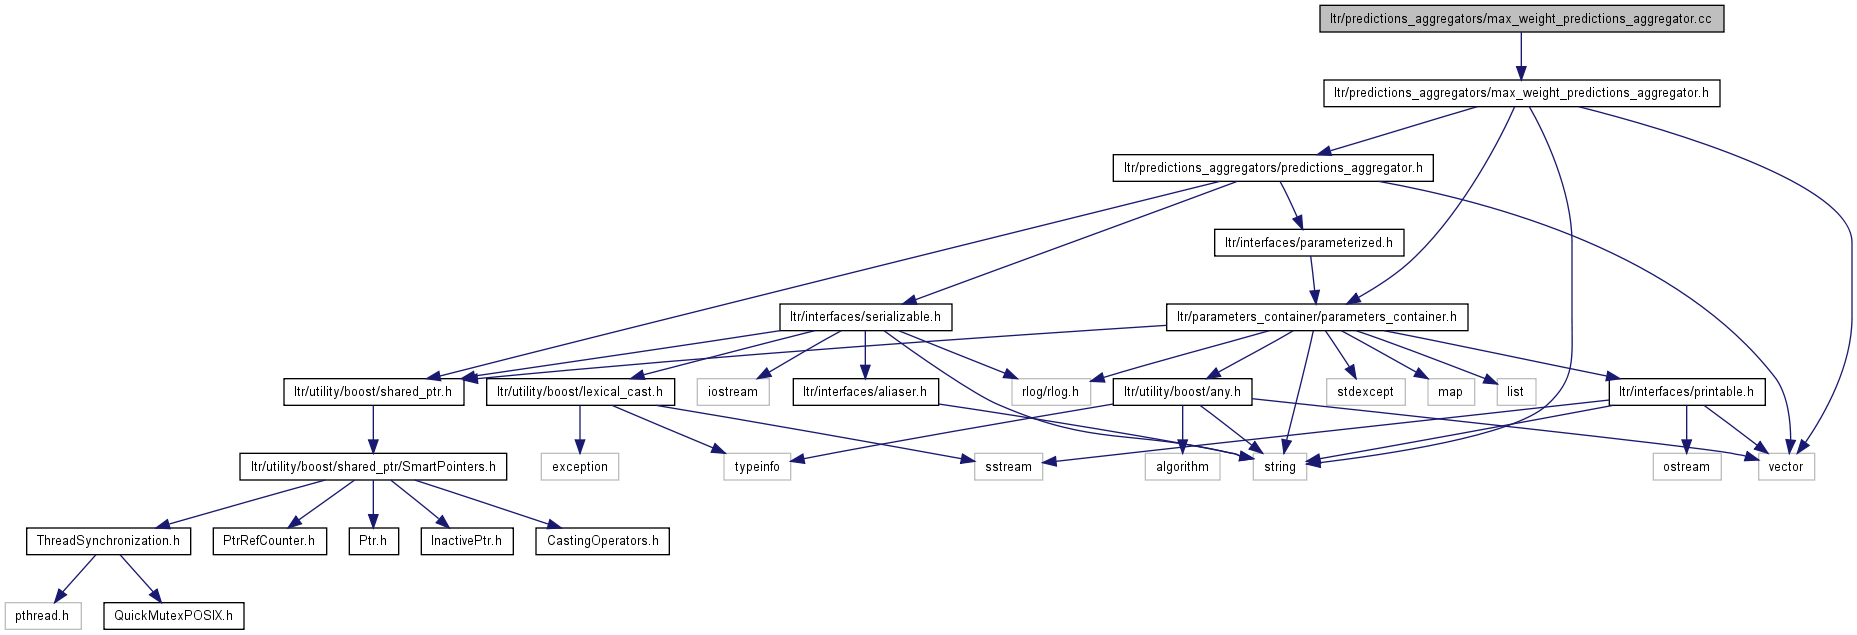 ltr/predictions_aggregators/max_weight_predictions_aggregator.cc
ltr/predictions_aggregators/max_weight_predictions_aggregator.h
ltr/predictions_aggregators/predictions_aggregator.h
ltr/interfaces/parameterized.h
ltr/interfaces/serializable.h
ltr/parameters_container/parameters_container.h
ltr/utility/boost/shared_ptr.h
ltr/utility/boost/lexical_cast.h
iostream
ltr/interfaces/aliaser.h
rlog/rlog.h
ltr/utility/boost/any.h
stdexcept
map
list
ltr/interfaces/printable.h
ltr/utility/boost/shared_ptr/SmartPointers.h
exception
typeinfo
sstream
algorithm
string
ostream
vector
ThreadSynchronization.h
PtrRefCounter.h
Ptr.h
InactivePtr.h
CastingOperators.h
pthread.h
QuickMutexPOSIX.h